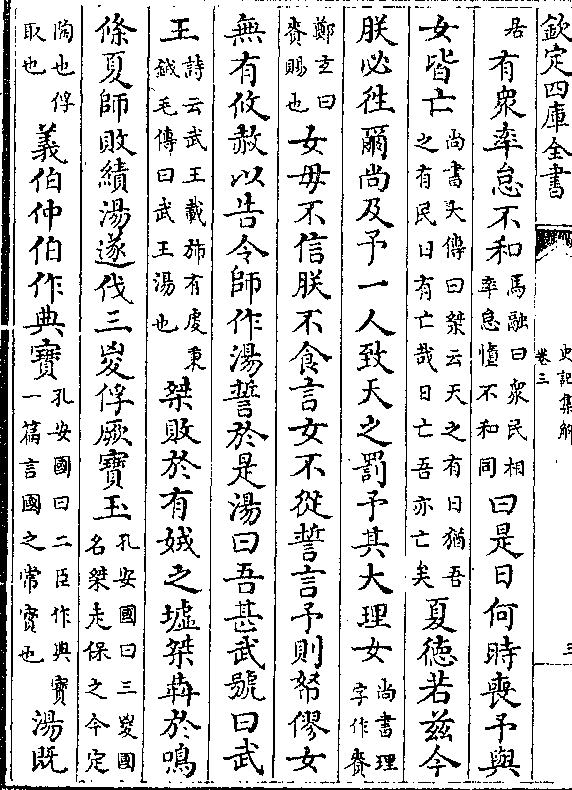 欽定四庫全書
史記集解
卷三
三
居有衆率怠不和馬融曰衆民相率怠惰不和同曰是日何時喪予與
女皆亡尚書大傳曰桀云天之有日猶吾之有民日有亡哉日亡吾亦亡矣夏徳若兹今
朕必徃爾尚及予一人致天之罰予其大理女尚書理字作賚
鄭玄曰賚賜也女毋不信朕不食言女不從誓言予則帑僇女
無有攸赦以告令師作湯誓於是湯曰吾甚武號曰武
王詩云武王載斾有虔秉鉞毛傳曰武王湯也桀敗於有娀之墟桀犇於鳴
條夏師敗績湯遂伐三㚇俘厥寳玉孔安國曰三㚇國名桀走保之今定
陶也俘取也義伯仲伯作典寳孔安國曰二臣作典寳一篇言國之常寳也湯既